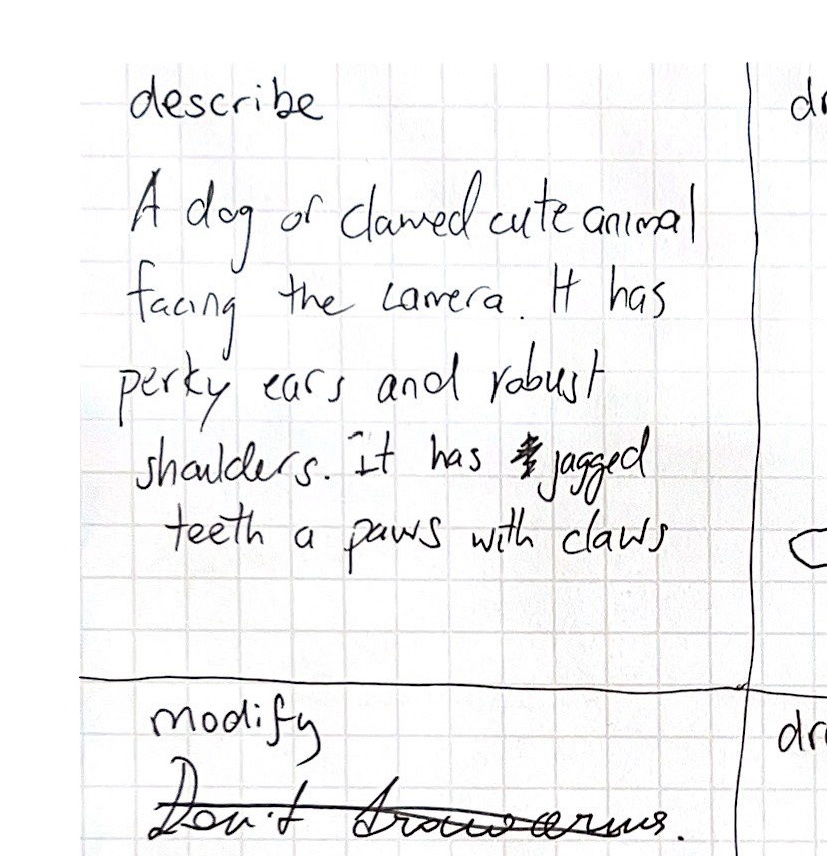 describe
dr
A dog or clawed cute animal
facing the camera. It has
perky ears and robust
shoulders. It has jagged
teeth a paws with claws
modify
dr
Don't draw arms.